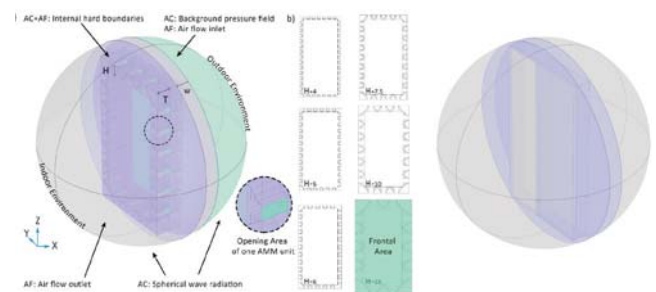 AC+AF: Internal hard boundaries
AC: Background pressure field
AF: Air flow inlet
b)
H
T
w
Outdoor Environment
Indoor Environment
Z
Y
X
Opening Area
of one AMM unit
AF: Air flow outlet
AC: Spherical wave radiation
H=4
H=7.5
H=5
H=10
H=6
Frontal
Area